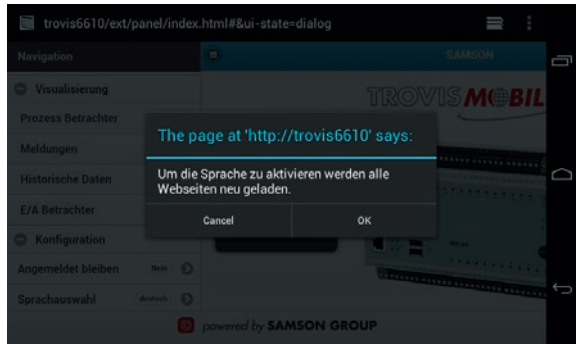 trovis6610/ext/panel/index.html#&ui-state=dialog
Navigation
SAMSON
Visualisierung
TROVIS MOBIL
Prozess Betrachter
Meldungen
Historische Daten
E/A Betrachter
Konfiguration
Angemeldet bleiben Nein
Sprachauswahl deutsch
The page at 'http://trovis6610' says:
Um die Sprache zu aktivieren werden alle
Webseiten neu geladen.
Cancel OK
powered by SAMSON GROUP